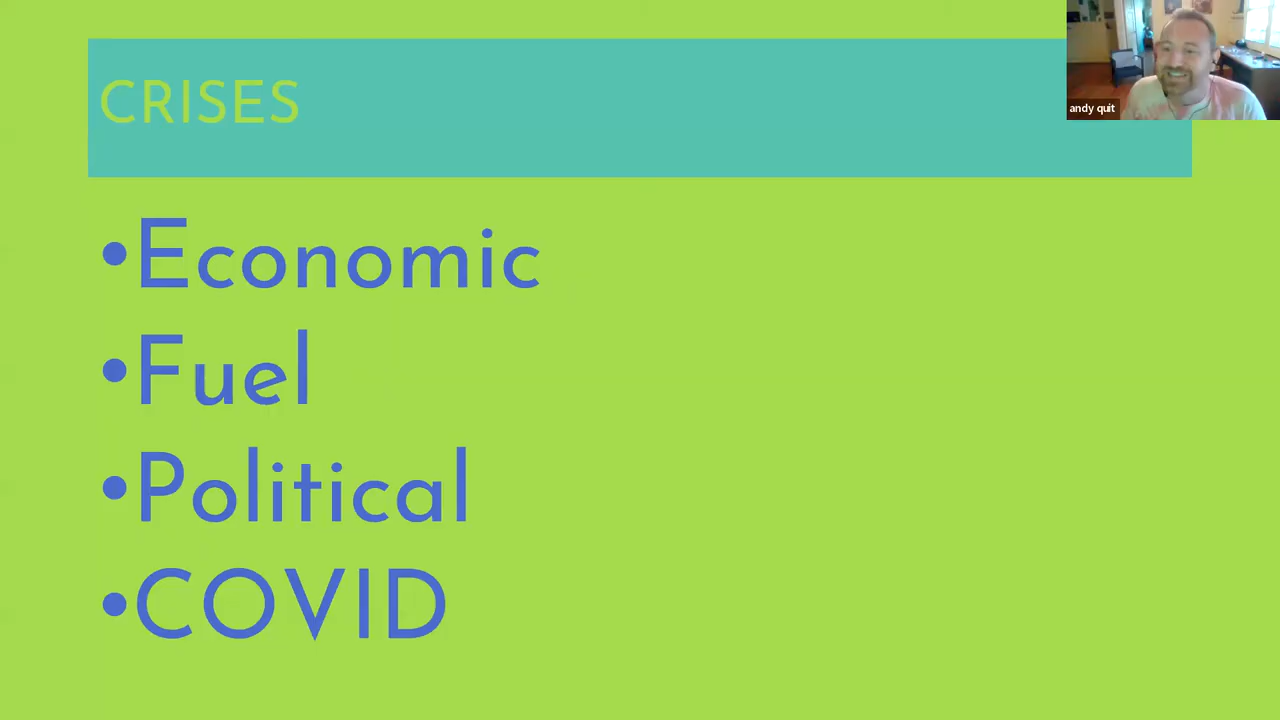 CRISES
andy quit
•Economic
•Fuel
•Political
•COVID